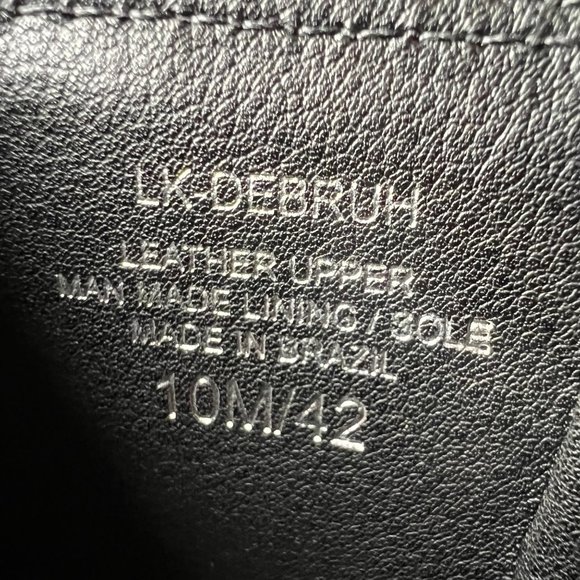 LK-DEBRUH
LEATHER UPPER
MAN MADE LINING / SOLE
MADE IN BRAZIL
10M/42